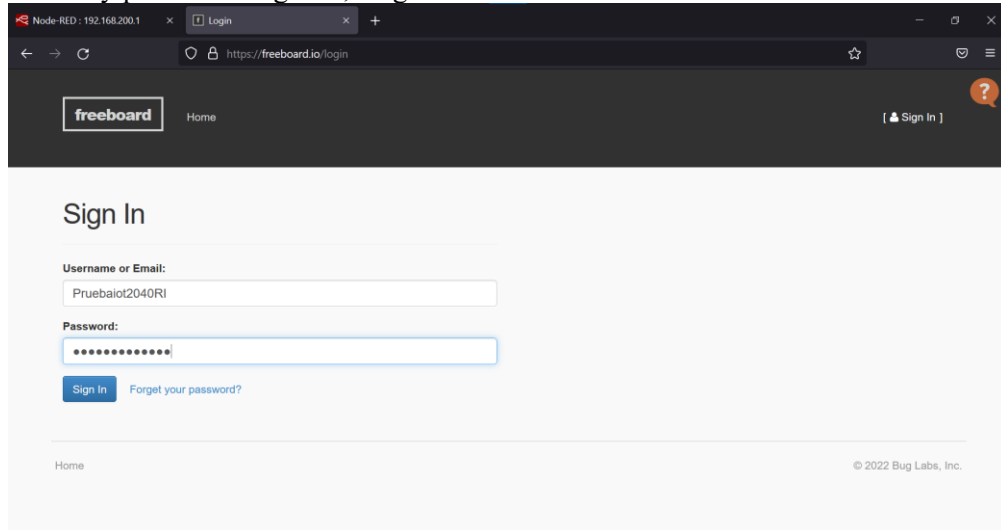 Node-RED : 192.168.200.1
Login
https://freeboard.io/login
freeboard
Home
[ Sign In ]
?
Sign In
Username or Email:
Pruebaiot2040RI
Password:
•••••••••••••
Sign In
Forget your password?
Home
© 2022 Bug Labs, Inc.